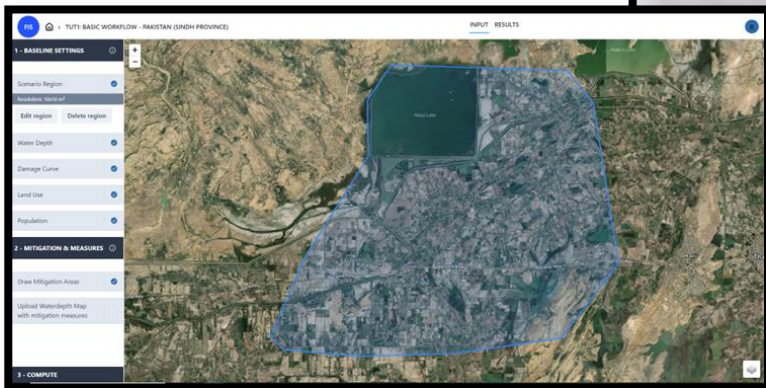 FIS
› TUT1: BASIC WORKFLOW - PAKISTAN (SINDH PROVINCE)
INPUT RESULTS
1 - BASELINE SETTINGS
Scenario Region
Edit region Delete region
Water Depth
Damage Curve
Land Use
Population
2 - MITIGATION & MEASURES
Draw Mitigation Areas
Upload Waterdepth Map
with mitigation measures
3 - COMPUTE
+
−